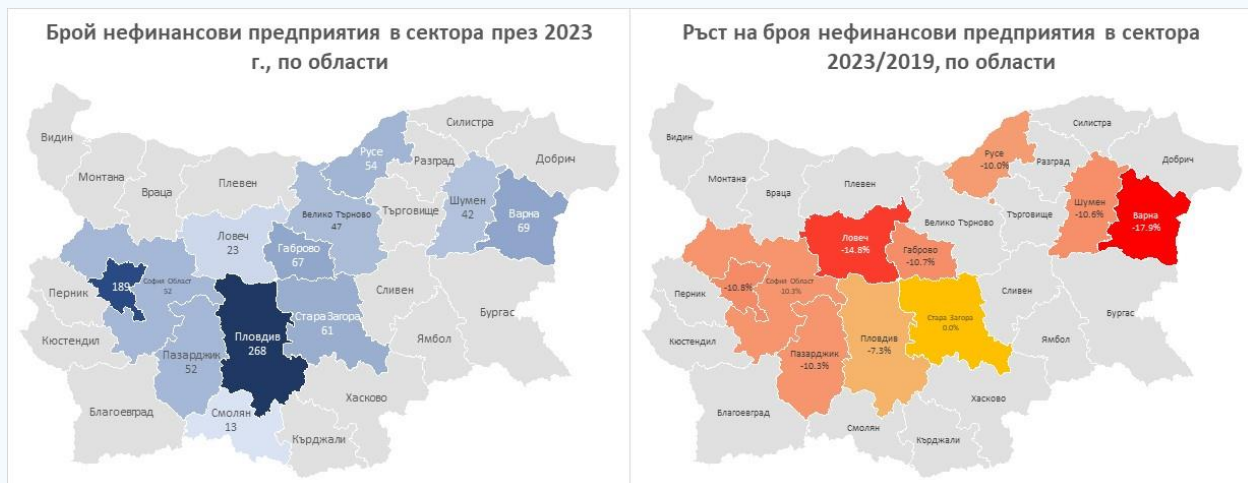 Брой нефинансови предприятия в сектора през 2023
г., по области
Видин
Монтана
Враца
Плевен
Русе
54
Силистра
Разград
Добрич
Шумен
42
Варна
69
Търговище
Велико Търново
47
Ловеч
23
Габрово
67
189
София Област
52
Перник
Кюстендил
Пазарджик
52
Пловдив
268
Стара Загора
61
Сливен
Ямбол
Бургас
Благоевград
Смолян
13
Хасково
Кърджали
Ръст на броя нефинансови предприятия в сектора
2023/2019, по области
Видин
Монтана
Враца
Плевен
Русе
-10.0%
Силистра
Разград
Добрич
Шумен
-10.6%
Варна
-17.9%
Търговище
Велико Търново
Ловеч
-14.8%
Габрово
-10.7%
-10.8%
София Област
-10.3%
Перник
Кюстендил
Пазарджик
-10.3%
Пловдив
-7.3%
Стара Загора
0.0%
Сливен
Ямбол
Бургас
Благоевград
Смолян
Хасково
Кърджали